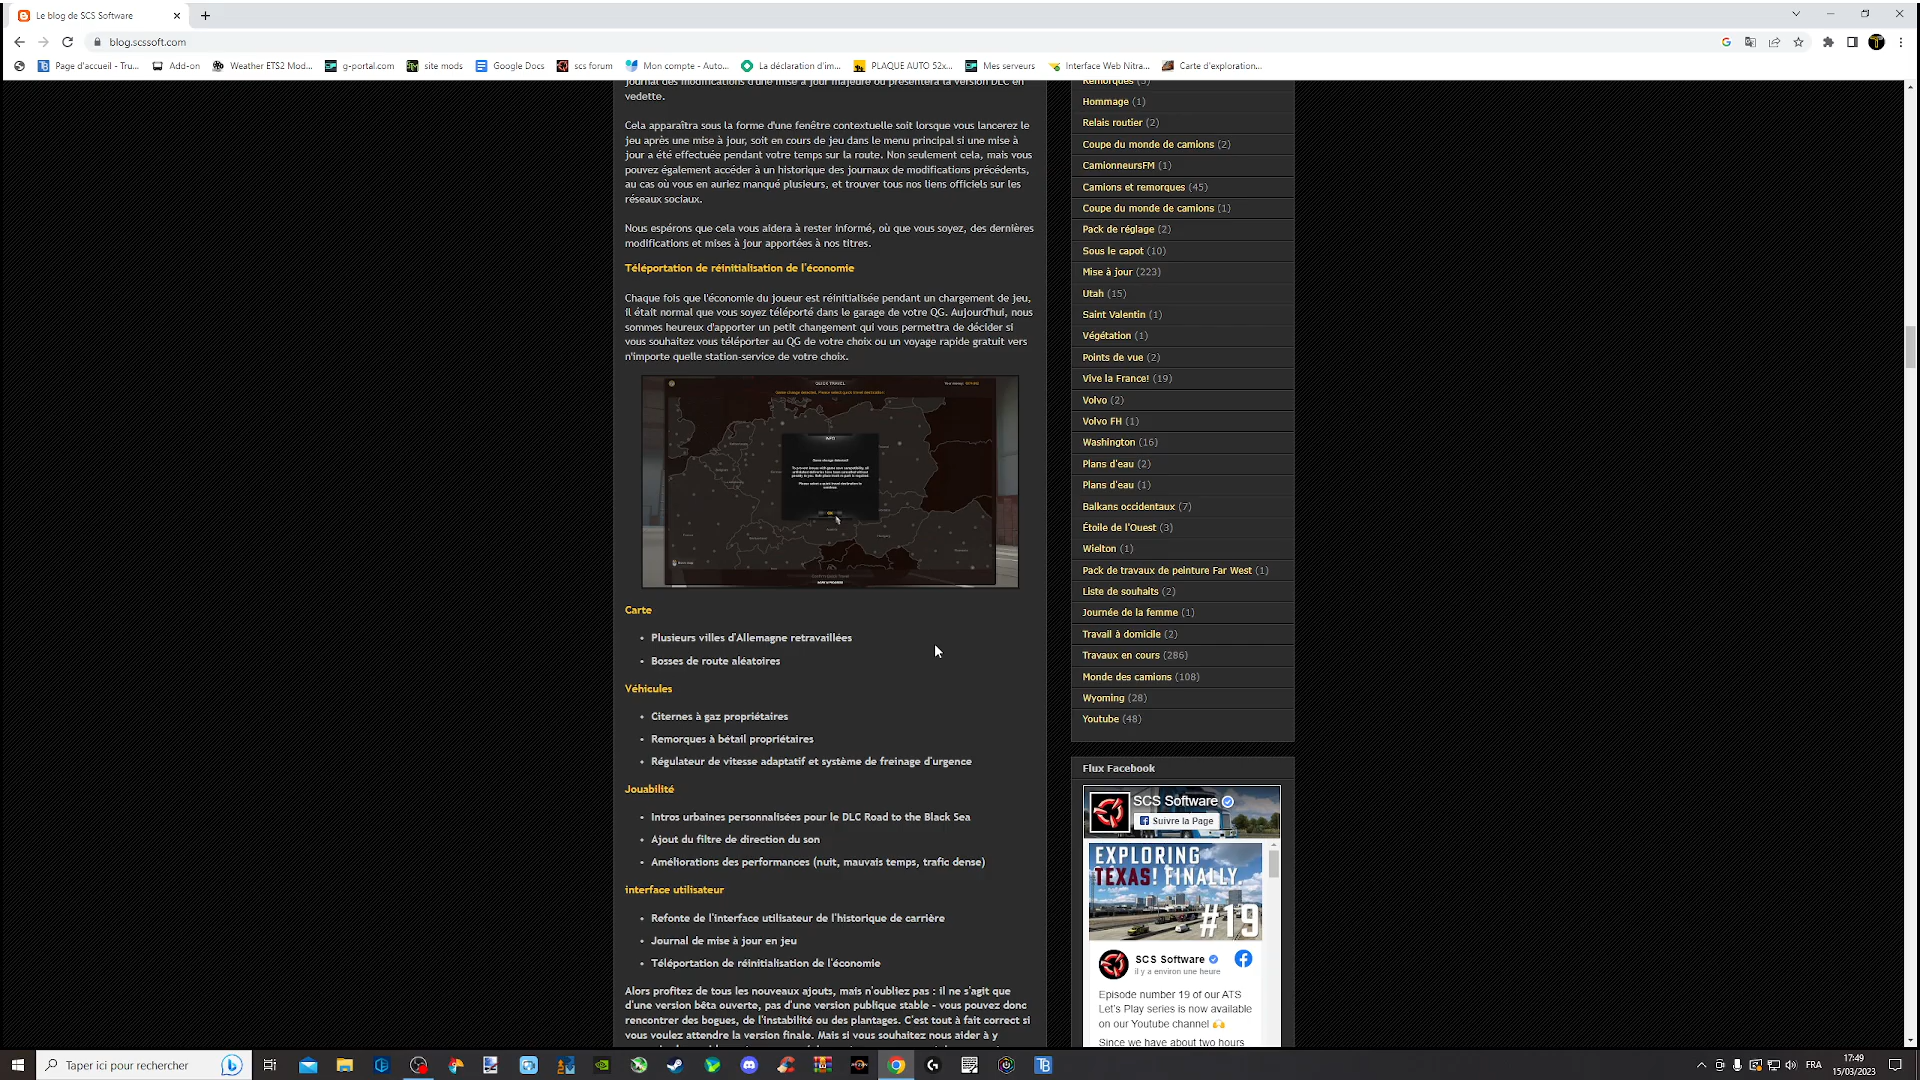 Le blog de SCS Software
blog.scssoft.com
Page d'accueil - Tru...
Add-on
Weather ETS2 Mod...
g-portal.com
site mods
Google Docs
scs forum
Mon compte - Auto...
La déclaration d'im...
PLAQUE AUTO 52x...
Mes serveurs
Interface Web Nitra...
Carte d'exploration...
journal des modifications d'une mise à jour majeure ou présentera la version DLC en
vedette.
Cela apparaîtra sous la forme d'une fenêtre contextuelle soit lorsque vous lancerez le
jeu après une mise à jour, soit en cours de jeu dans le menu principal si une mise à
jour a été effectuée pendant votre temps sur la route. Non seulement cela, mais vous
pouvez également accéder à un historique des journaux de modifications précédents,
au cas où vous en auriez manqué plusieurs, et trouver tous nos liens officiels sur les
réseaux sociaux.
Nous espérons que cela vous aidera à rester informé, où que vous soyez, des dernières
modifications et mises à jour apportées à nos titres.
Téléportation de réinitialisation de l'économie
Chaque fois que l'économie du joueur est réinitialisée pendant un chargement de jeu,
il était normal que vous soyez téléporté dans le garage de votre QG. Aujourd'hui, nous
sommes heureux d'apporter un petit changement qui vous permettra de décider si
vous souhaitez vous téléporter au QG de votre choix ou un voyage rapide gratuit vers
n'importe quelle station-service de votre choix.
QUICK TRAVEL
Game change detected. Please select quick travel destination!
INFO
Game change detected!
Please select a quick travel destination to
continue.
OK
Carte
• Plusieurs villes d'Allemagne retravaillées
• Bosses de route aléatoires
Véhicules
• Citernes à gaz propriétaires
• Remorques à bétail propriétaires
• Régulateur de vitesse adaptatif et système de freinage d'urgence
Jouabilité
• Intros urbaines personnalisées pour le DLC Road to the Black Sea
• Ajout du filtre de direction du son
• Améliorations des performances (nuit, mauvais temps, trafic dense)
interface utilisateur
• Refonte de l'interface utilisateur de l'historique de carrière
• Journal de mise à jour en jeu
• Téléportation de réinitialisation de l'économie
Alors profitez de tous les nouveaux ajouts, mais n'oubliez pas : il ne s'agit que
d'une version bêta ouverte, pas d'une version publique stable - vous pouvez donc
rencontrer des bogues, de l'instabilité ou des plantages. C'est tout à fait correct si
vous voulez attendre la version finale. Mais si vous souhaitez nous aider à y
Remorques (5)
Hommage (1)
Relais routier (2)
Coupe du monde de camions (2)
CamionneursFM (1)
Camions et remorques (45)
Coupe du monde de camions (1)
Pack de réglage (2)
Sous le capot (10)
Mise à jour (223)
Utah (15)
Saint Valentin (1)
Végétation (1)
Points de vue (2)
Vive la France! (19)
Volvo (2)
Volvo FH (1)
Washington (16)
Plans d'eau (2)
Plans d'eau (1)
Balkans occidentaux (7)
Étoile de l'Ouest (3)
Wielton (1)
Pack de travaux de peinture Far West (1)
Liste de souhaits (2)
Journée de la femme (1)
Travail à domicile (2)
Travaux en cours (286)
Monde des camions (108)
Wyoming (28)
Youtube (48)
Flux Facebook
SCS Software
Suivre la Page
EXPLORING
TEXAS! FINALLY.
#19
SCS Software
il y a environ une heure
Episode number 19 of our ATS
Let's Play series is now available
on our Youtube channel 🙌
Since we have about two hours
Taper ici pour rechercher
FRA
17:49
15/03/2023